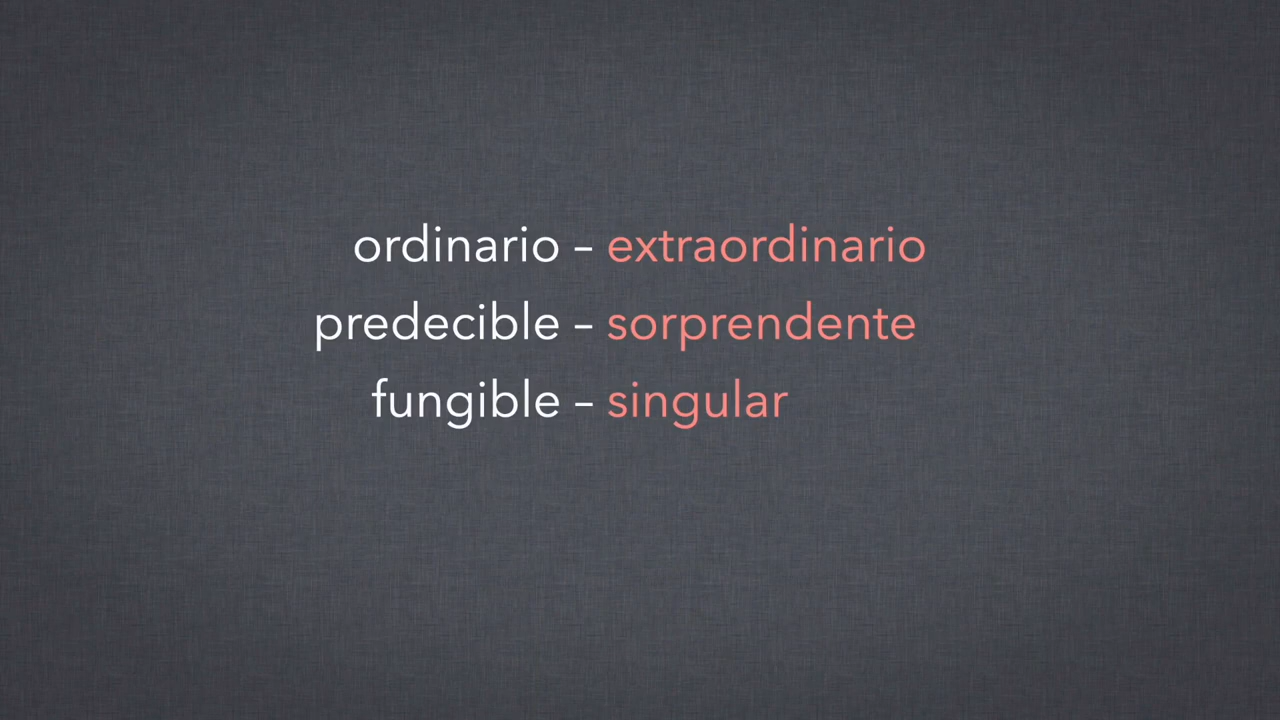 ordinario – extraordinario
predecible – sorprendente
fungible – singular